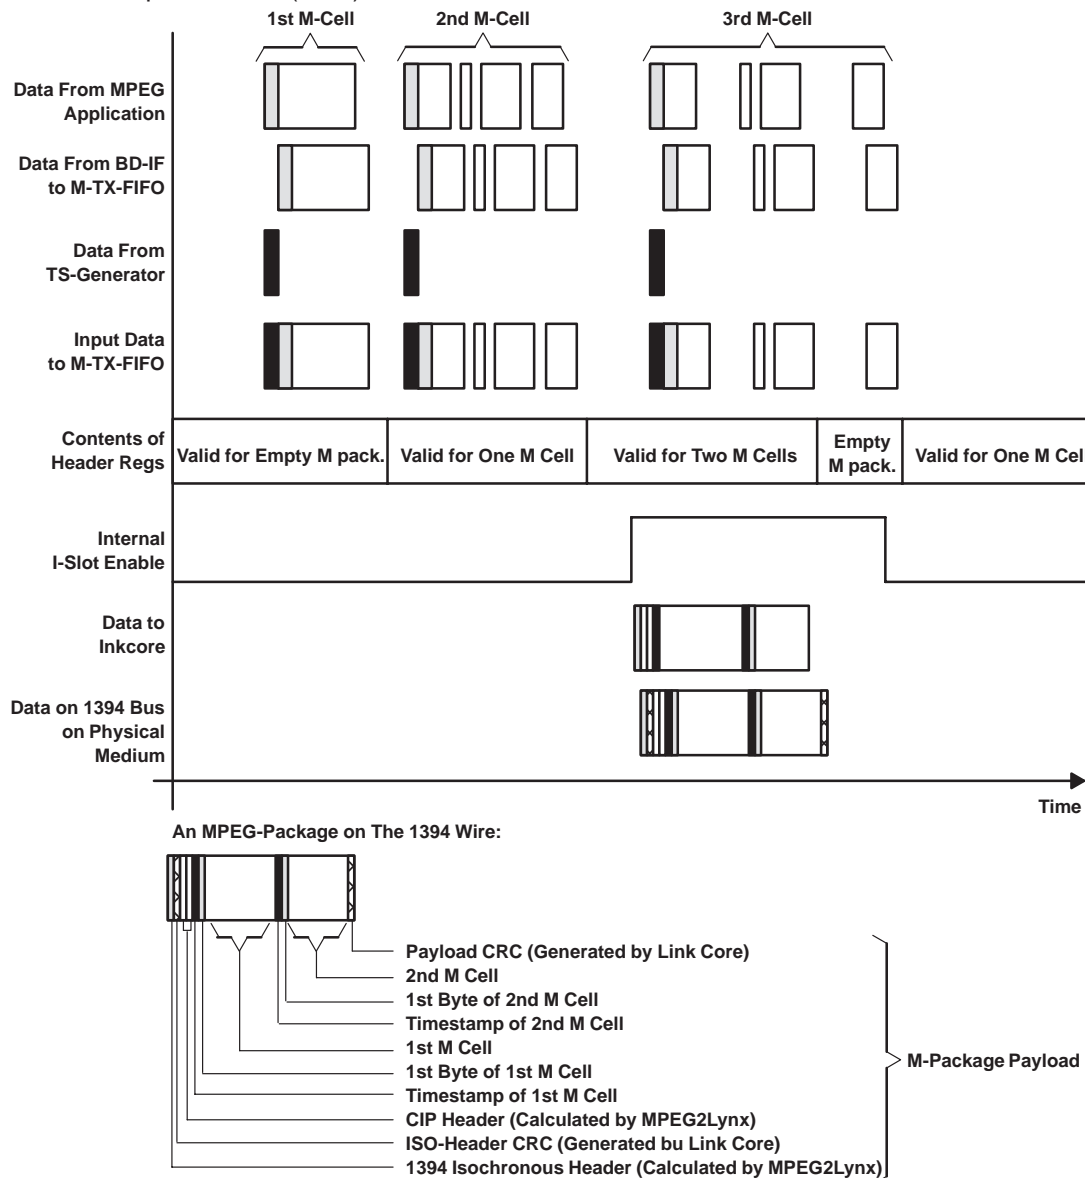 1st M-Cell
2nd M-Cell
3rd M-Cell
Data From MPEG
Application
Data From BD-IF
to M-TX-FIFO
Data From
TS-Generator
Input Data
to M-TX-FIFO
Contents of
Header Regs
Valid for Empty M pack.
Valid for One M Cell
Valid for Two M Cells
Empty
M pack.
Valid for One M Cel
Internal
I-Slot Enable
Data to
Inkcore
Data on 1394 Bus
on Physical
Medium
Time
An MPEG-Package on The 1394 Wire:
Payload CRC (Generated by Link Core)
2nd M Cell
1st Byte of 2nd M Cell
Timestamp of 2nd M Cell
1st M Cell
1st Byte of 1st M Cell
Timestamp of 1st M Cell
CIP Header (Calculated by MPEG2Lynx)
ISO-Header CRC (Generated bu Link Core)
1394 Isochronous Header (Calculated by MPEG2Lynx)
M-Package Payload